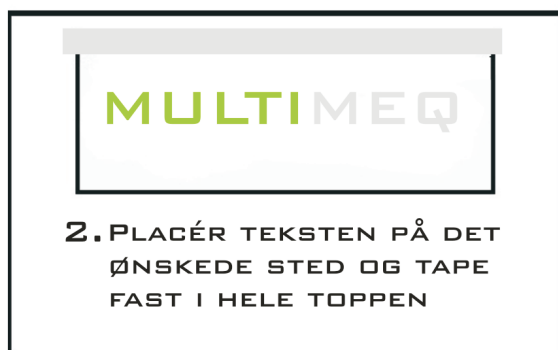 MULTIMEQ
2. PLACÉR TEKSTEN PÅ DET
ØNSKEDE STED OG TAPE
FAST I HELE TOPPEN